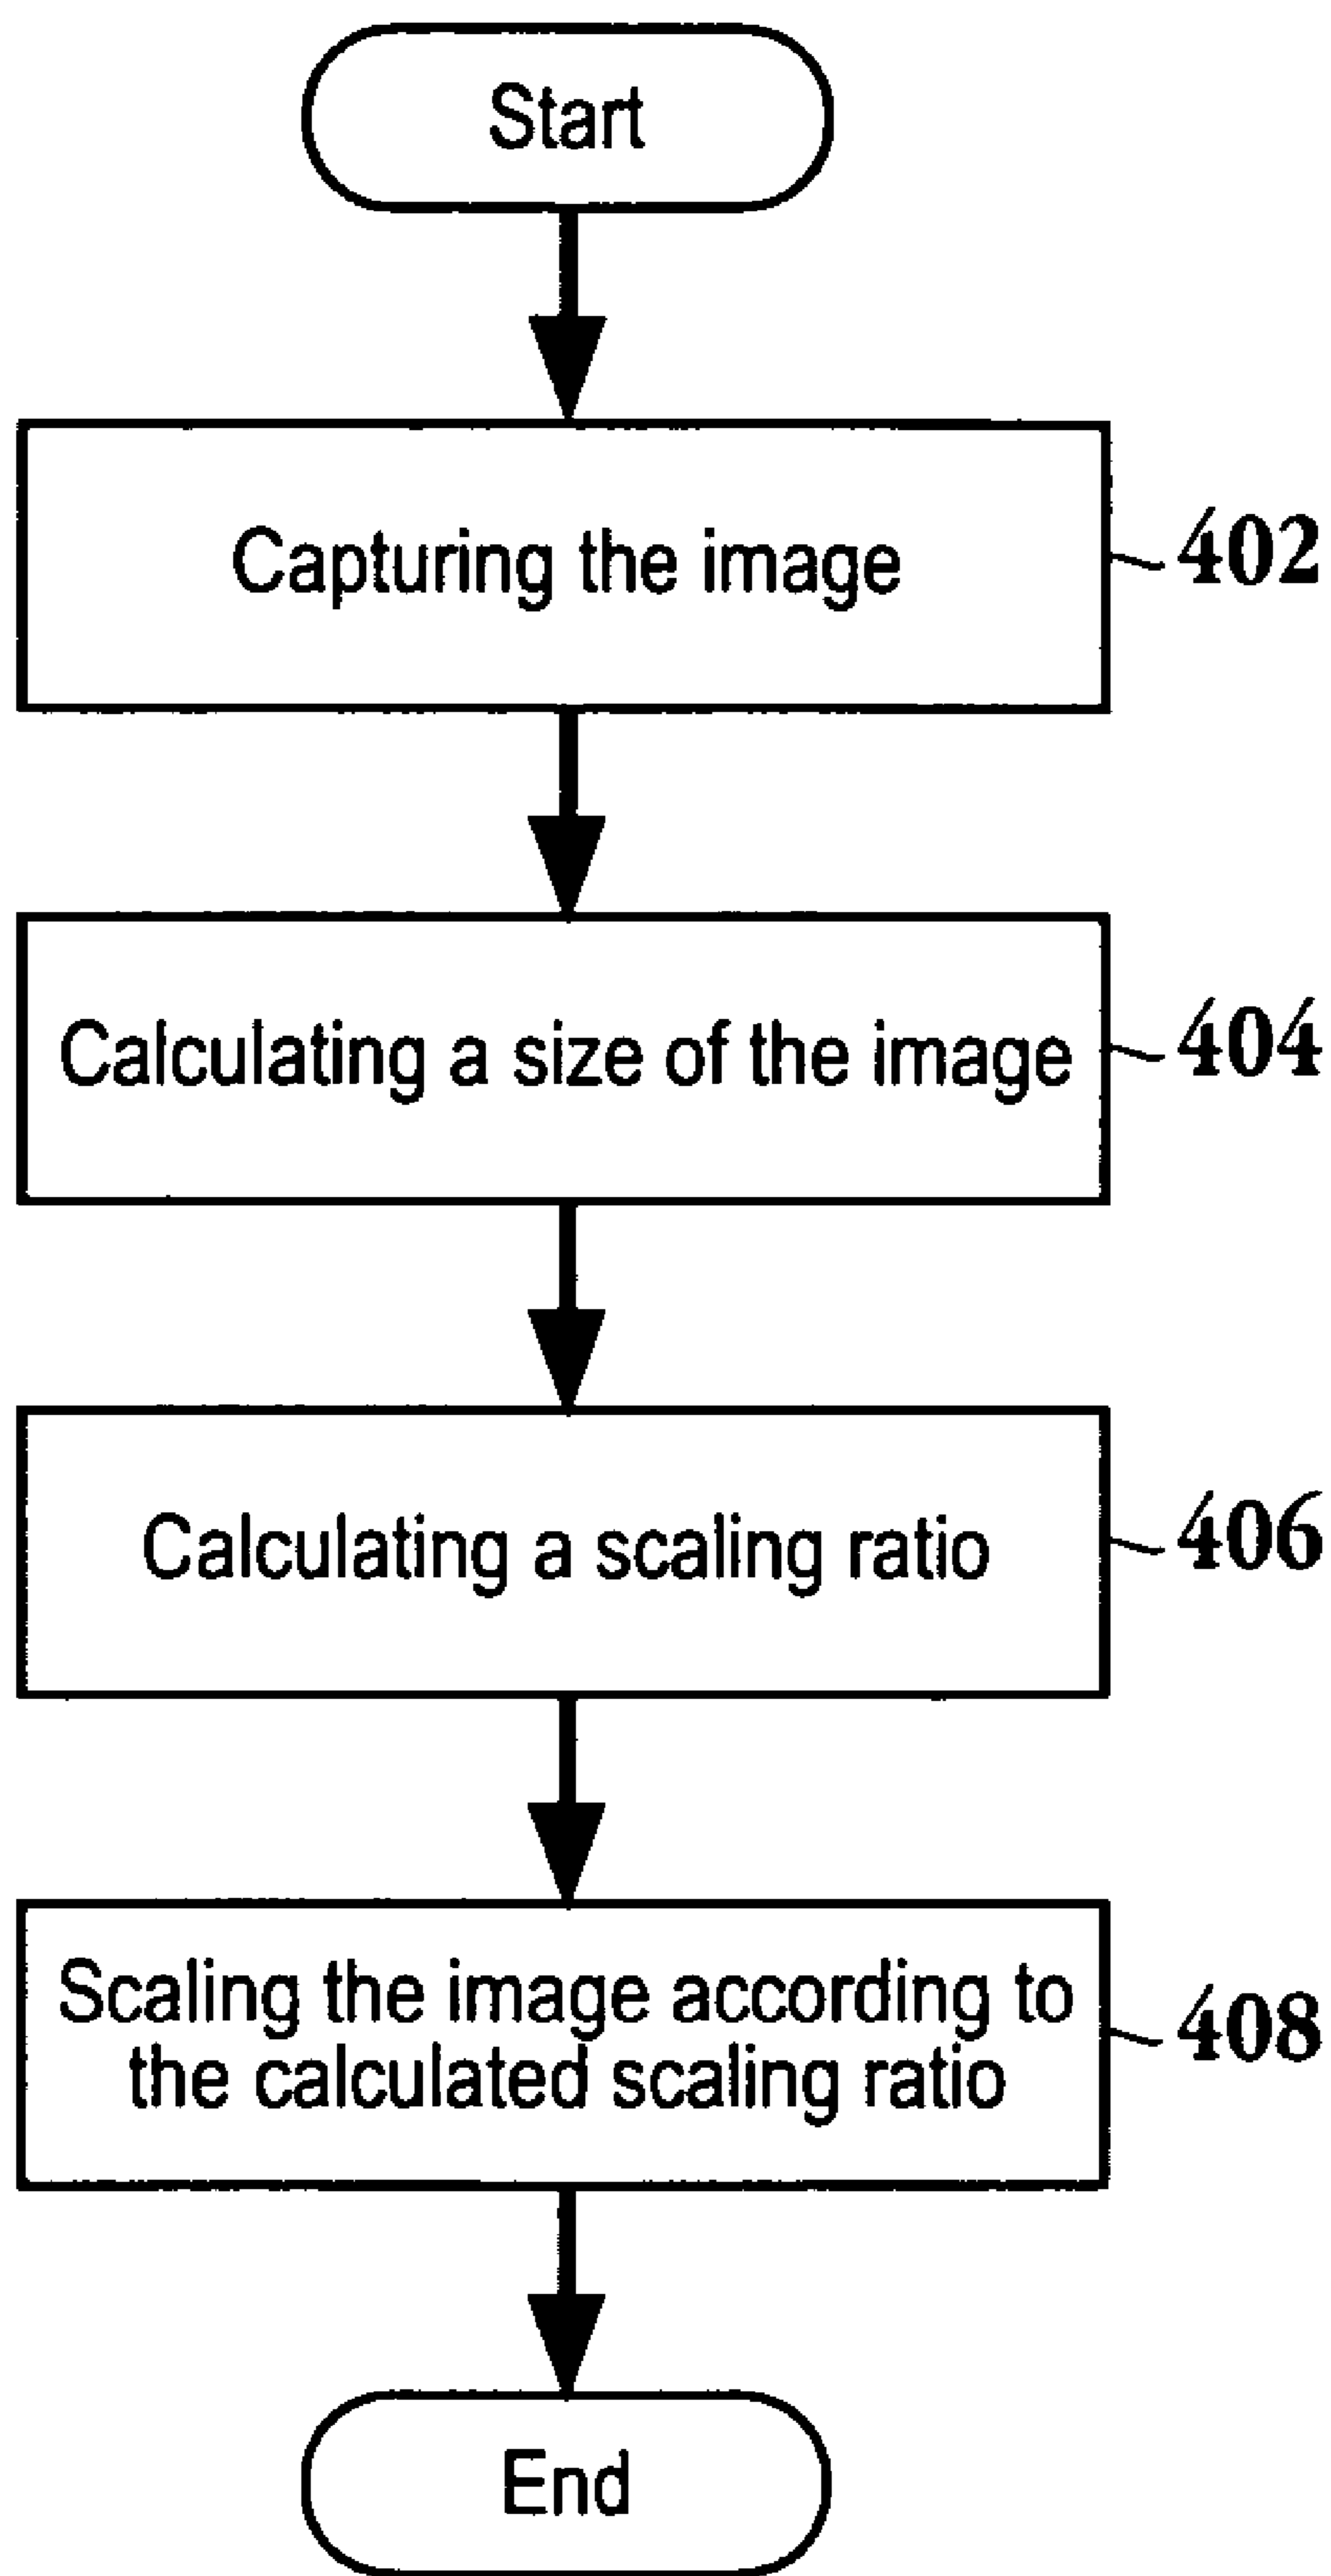 Start
Capturing the image
402
Calculating a size of the image
404
Calculating a scaling ratio
406
Scaling the image according to
the calculated scaling ratio
408
End